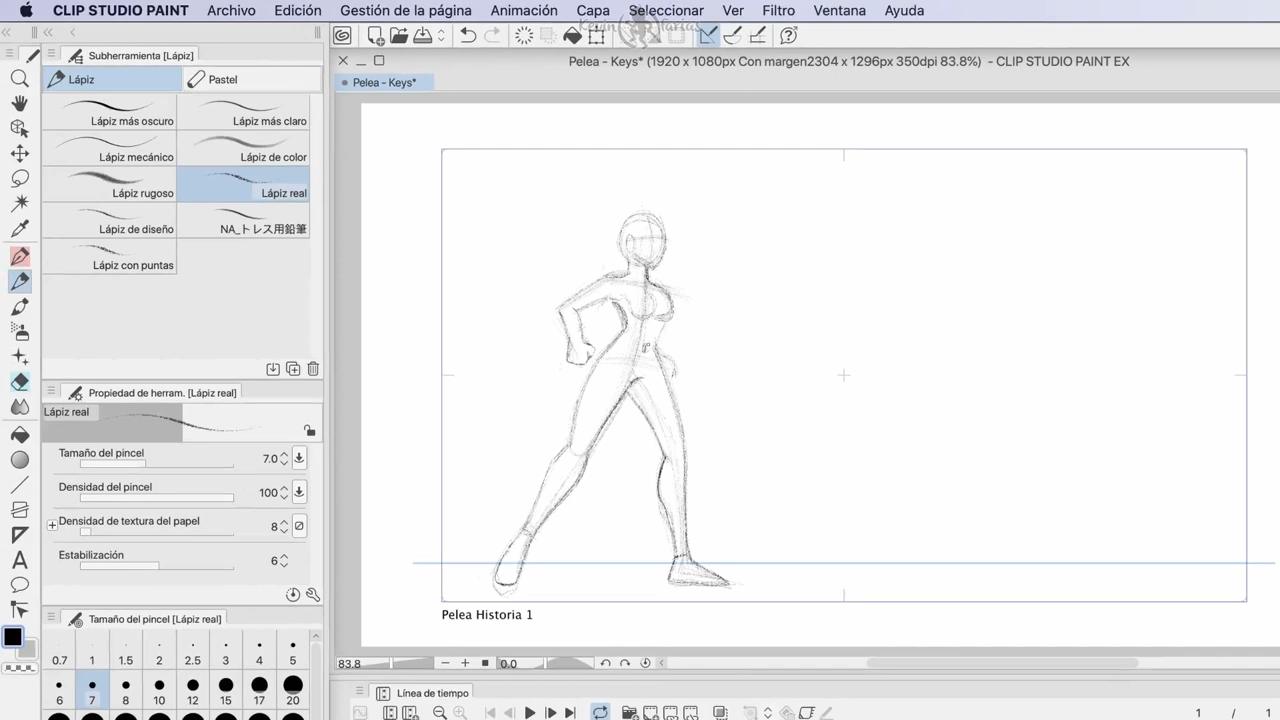 CLIP STUDIO PAINT Archivo Edición Gestión de la página Animación Capa Seleccionar Ver Filtro Ventana Ayuda
Kevin farias
Subherramienta [Lápiz]
Pelea - Keys* (1920 x 1080px Con margen2304 x 1296px 350dpi 83.8%) - CLIP STUDIO PAINT EX
Lápiz Pastel
Pelea - Keys*
Lápiz más oscuro Lápiz más claro
Lápiz mecánico Lápiz de color
Lápiz rugoso Lápiz real
Lápiz de diseño NA_トレス用鉛筆
Lápiz con puntas
Propiedad de herram. [Lápiz real]
Lápiz real
Tamaño del pincel 7.0
Densidad del pincel 100
Densidad de textura del papel 8
Estabilización 6
Pelea Historia 1
Tamaño del pincel [Lápiz real]
0.7 1 1.5 2 2.5 3 4 5
83.8 0.0
6 7 8 10 12 15 17 20
Línea de tiempo
1 / 1